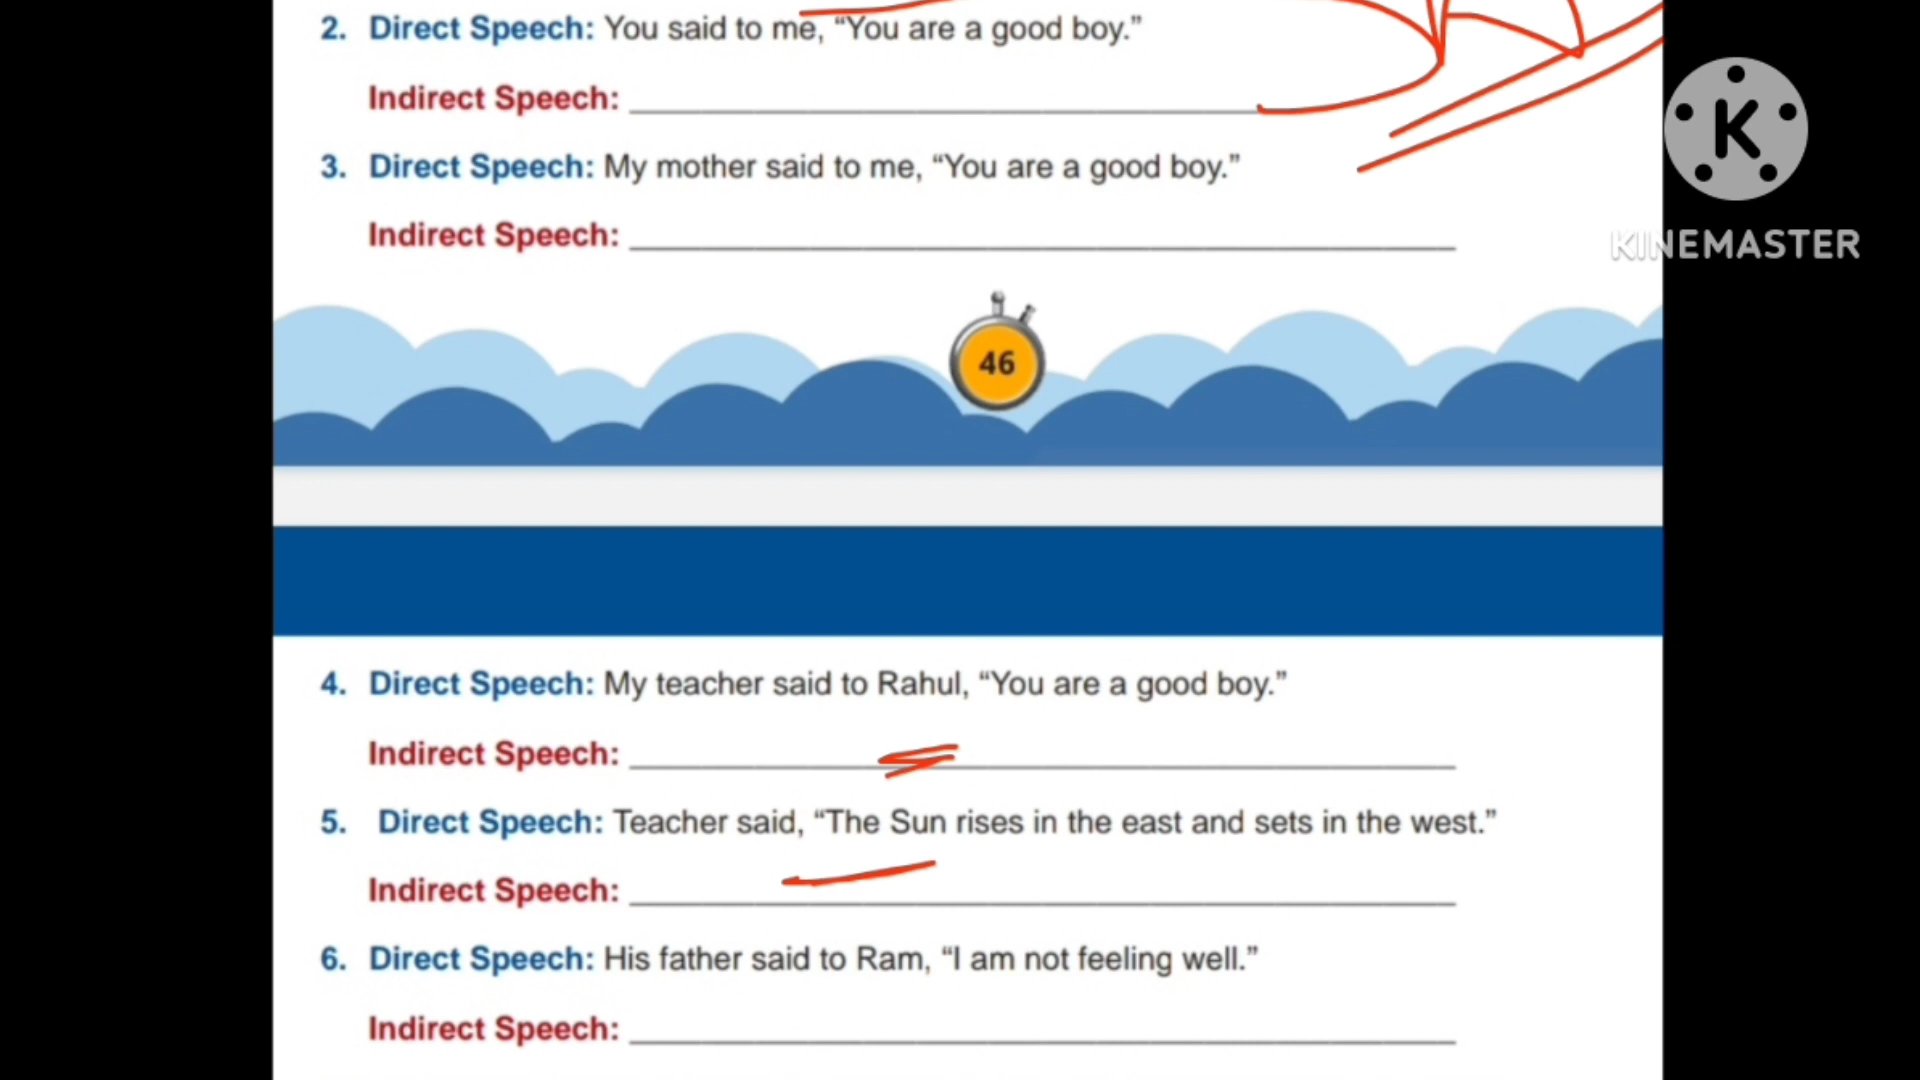 2. Direct Speech: You said to me, “You are a good boy.”
Indirect Speech: ____________________
3. Direct Speech: My mother said to me, “You are a good boy.”
Indirect Speech: ____________________
K
KINEMASTER
46
4. Direct Speech: My teacher said to Rahul, “You are a good boy.”
Indirect Speech: ____________________
5. Direct Speech: Teacher said, “The Sun rises in the east and sets in the west.”
Indirect Speech: ____________________
6. Direct Speech: His father said to Ram, “I am not feeling well.”
Indirect Speech: ____________________